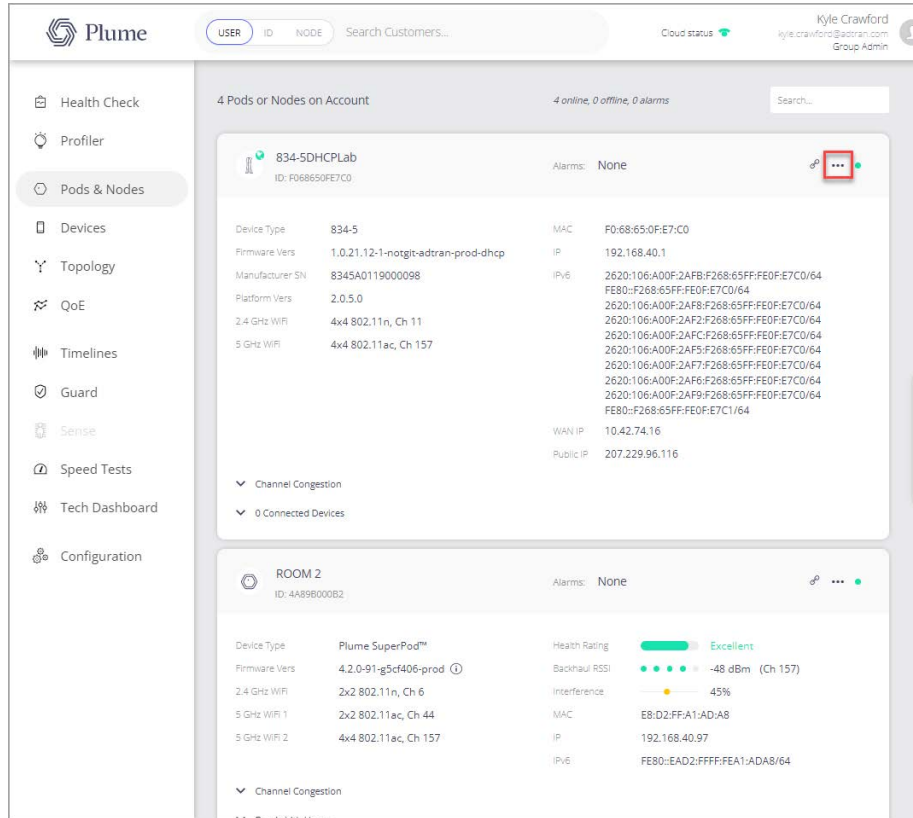 Plume
USER ID NODE Search Customers...
Cloud status
Kyle Crawford
kyle.crawford@adtran.com
Group Admin
Health Check
Profiler
Pods & Nodes
Devices
Topology
QoE
Timelines
Guard
Sense
Speed Tests
Tech Dashboard
Configuration
4 Pods or Nodes on Account
4 online, 0 offline, 0 alarms
Search...
834-5DHCPLab
ID: F068650FE7C0
Alarms: None
Device Type 834-5
Firmware Vers 1.0.21.12-1-notgit-adtran-prod-dhcp
Manufacturer SN 8345A0119000098
Platform Vers 2.0.5.0
2.4 GHz WiFi 4x4 802.11n, Ch 11
5 GHz WiFi 4x4 802.11ac, Ch 157
MAC F0:68:65:0F:E7:C0
IP 192.168.40.1
IPv6 2620:106:A00F:2AFB:F268:65FF:FE0F:E7C0/64
FE80::F268:65FF:FE0F:E7C0/64
2620:106:A00F:2AF8:F268:65FF:FE0F:E7C0/64
2620:106:A00F:2AF2:F268:65FF:FE0F:E7C0/64
2620:106:A00F:2AFC:F268:65FF:FE0F:E7C0/64
2620:106:A00F:2AF5:F268:65FF:FE0F:E7C0/64
2620:106:A00F:2AF7:F268:65FF:FE0F:E7C0/64
2620:106:A00F:2AF6:F268:65FF:FE0F:E7C0/64
2620:106:A00F:2AF9:F268:65FF:FE0F:E7C0/64
FE80::F268:65FF:FE0F:E7C1/64
WAN IP 10.42.74.16
Public IP 207.229.96.116
Channel Congestion
0 Connected Devices
ROOM 2
ID: 4A89B000B2
Alarms: None
Device Type Plume SuperPod™
Firmware Vers 4.2.0-91-g5cf406-prod
2.4 GHz WiFi 2x2 802.11n, Ch 6
5 GHz WiFi 1 2x2 802.11ac, Ch 44
5 GHz WiFi 2 4x4 802.11ac, Ch 157
Health Rating Excellent
Backhaul RSSI -48 dBm (Ch 157)
Interference 45%
MAC E8:D2:FF:A1:AD:A8
IP 192.168.40.97
IPv6 FE80::EAD2:FFFF:FEA1:ADA8/64
Channel Congestion